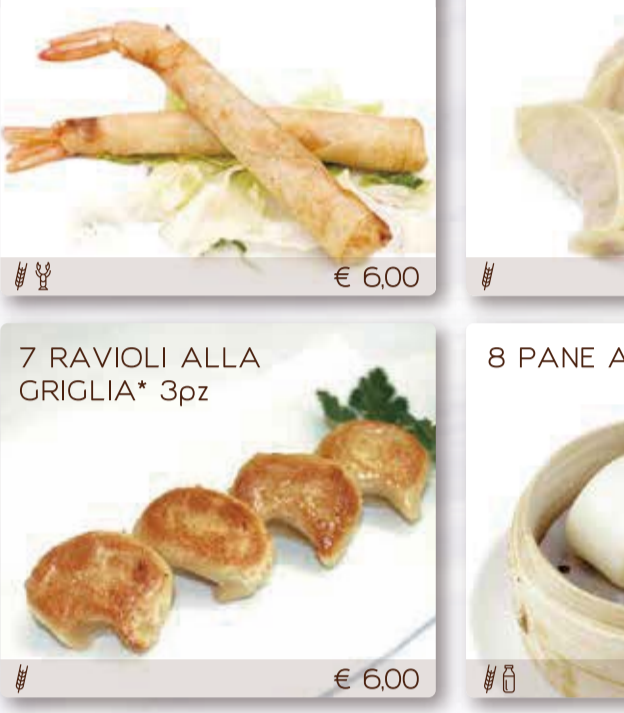 € 6,00
7 RAVIOLI ALLA
GRIGLIA* 3pz
€ 6,00
8 PANE A